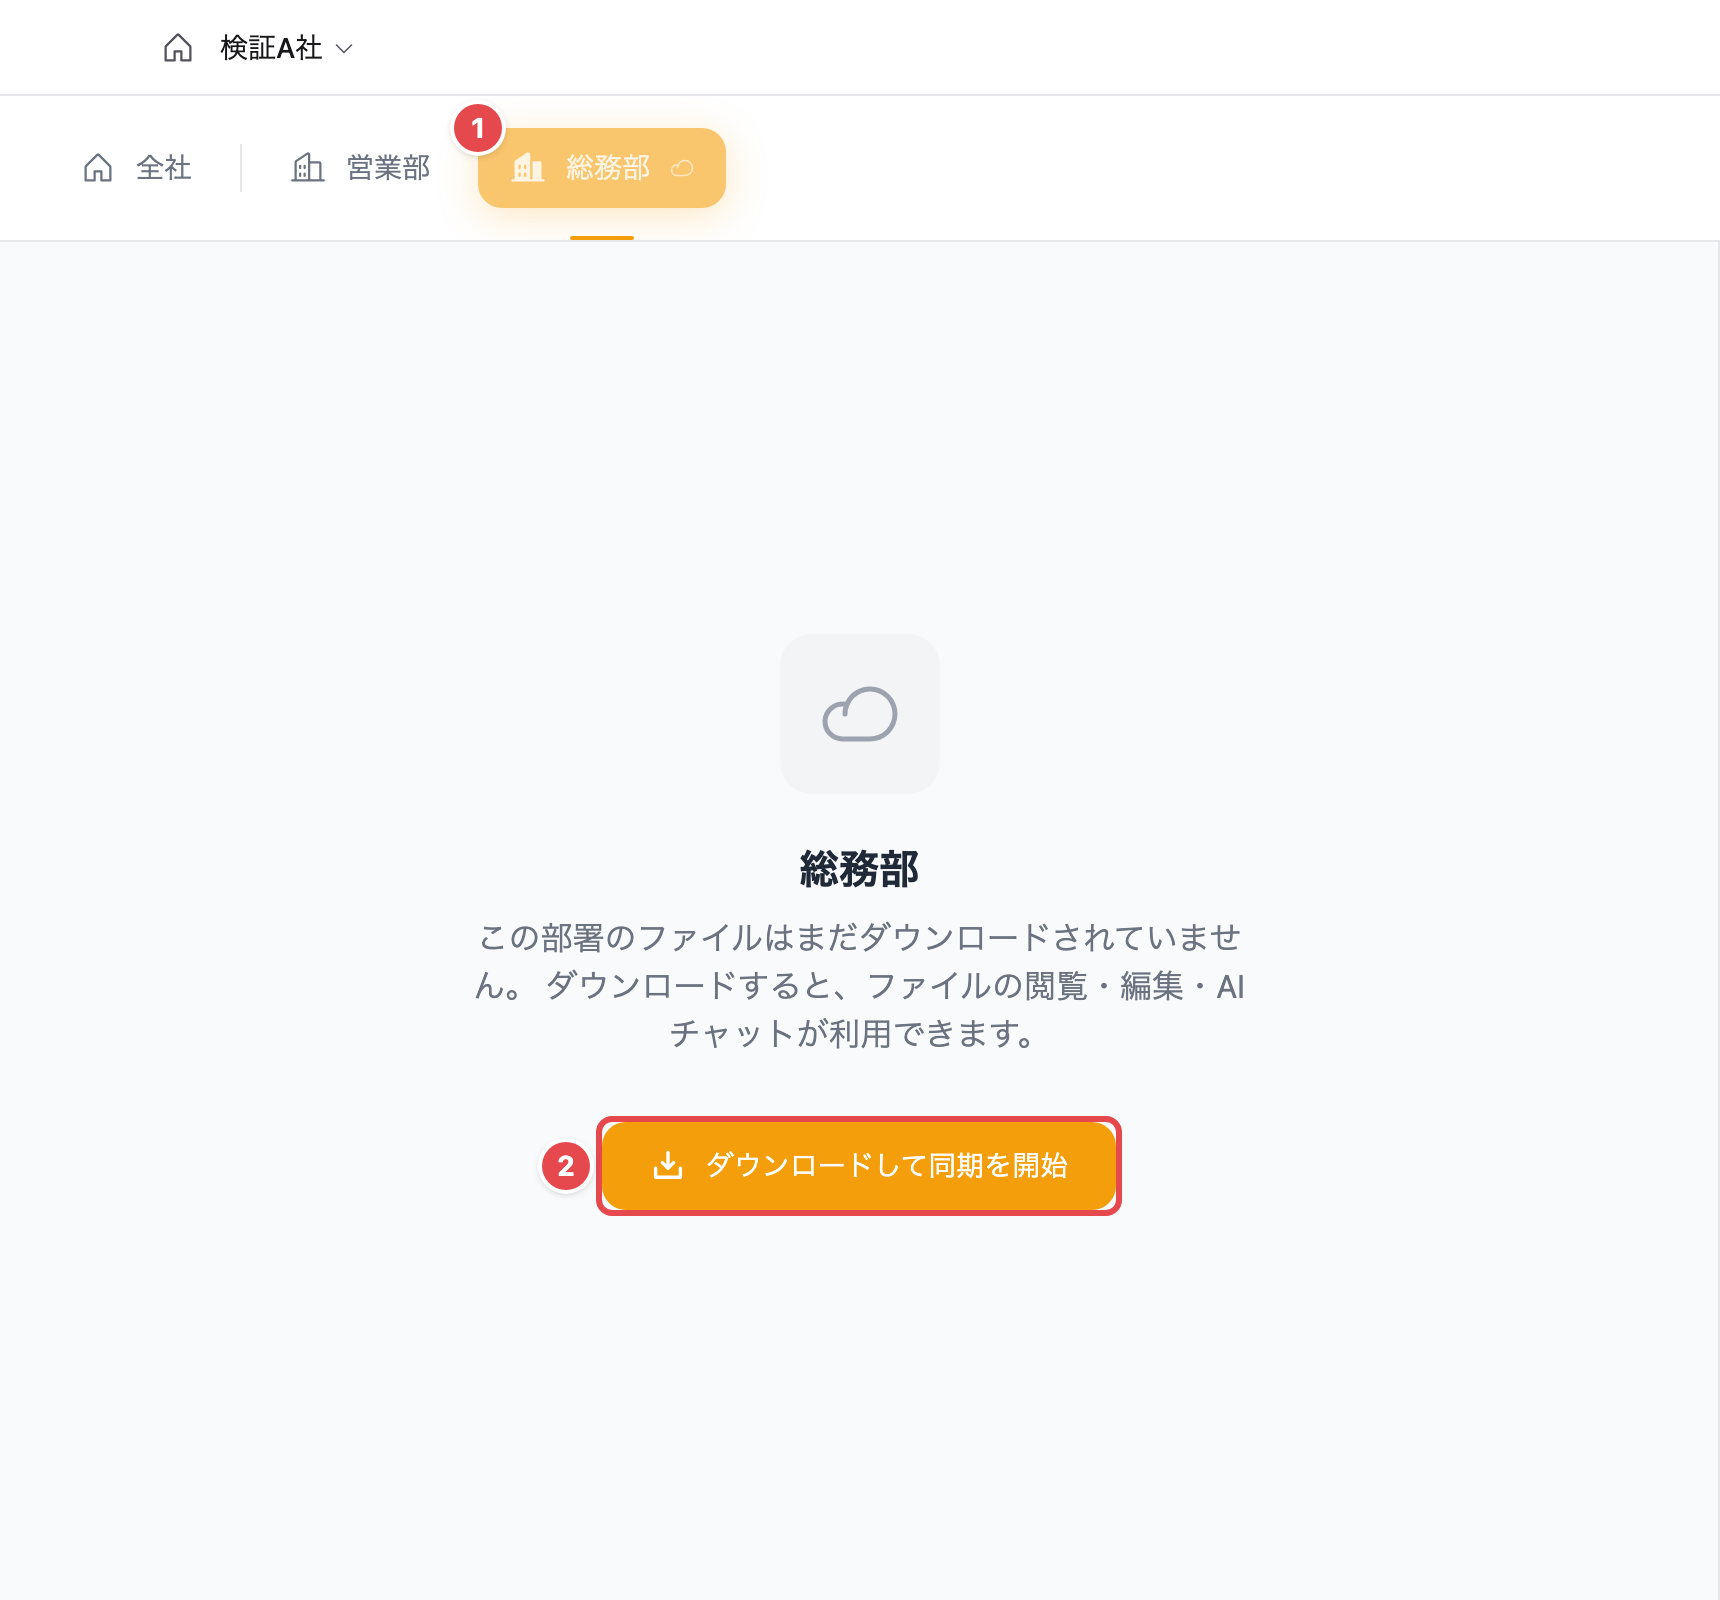 検証A社
1
全社
営業部
総務部
総務部
この部署のファイルはまだダウンロードされていませ
ん。 ダウンロードすると、ファイルの閲覧・編集・AI
チャットが利用できます。
2
ダウンロードして同期を開始